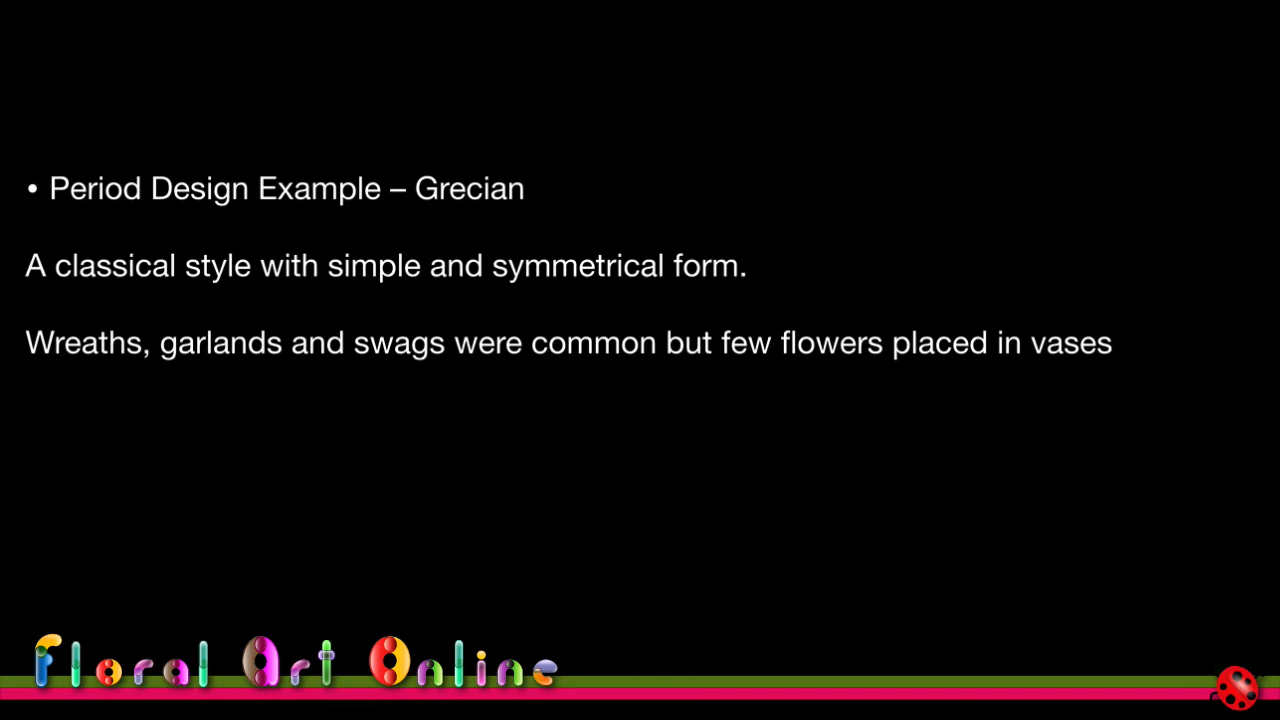 • Period Design Example – Grecian
A classical style with simple and symmetrical form.
Wreaths, garlands and swags were common but few flowers placed in vases
Floral Art Online